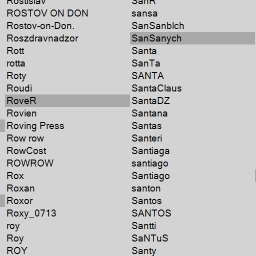 Rostislav
ROSTOV ON DON
Rostov-on-Don.
Roszdravnadzor
Rott
rotta
Roty
Roudi
RoveR
Rovien
Roving Press
Row row
RowCost
ROWROW
Rox
Roxan
Roxor
Roxy_0713
roy
Roy
ROY
SanR
sansa
SanSanblch
SanSanych
Santa
SanTa
SANTA
SantaClaus
SantaDZ
Santana
Santas
Santeri
Santiaga
santiago
Santiago
santon
Santos
SANTOS
Santti
SaNTuS
Santy